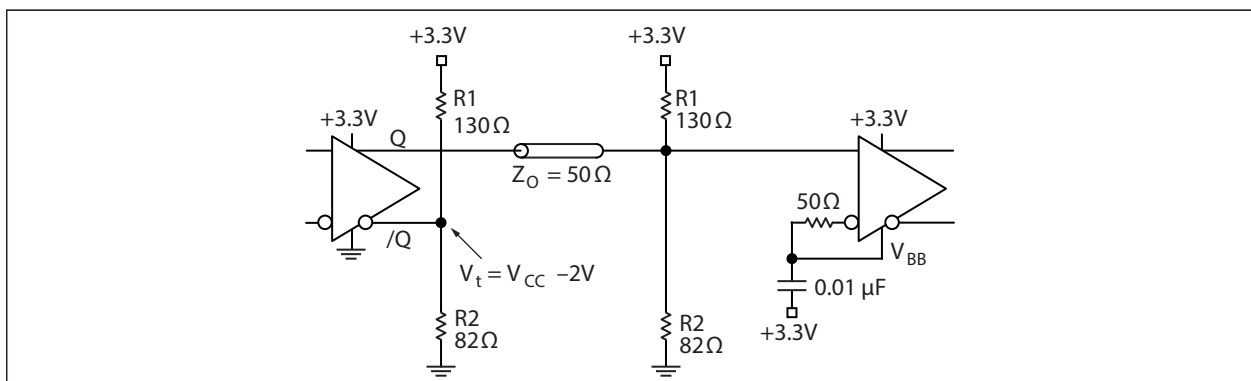 +3.3V
+3.3V
R1
130Ω
R1
130Ω
+3.3V
Q
+3.3V
Z_O = 50Ω
50Ω
/Q
V_BB
V_t = V_CC –2V
0.01 µF
R2
82Ω
R2
82Ω
+3.3V